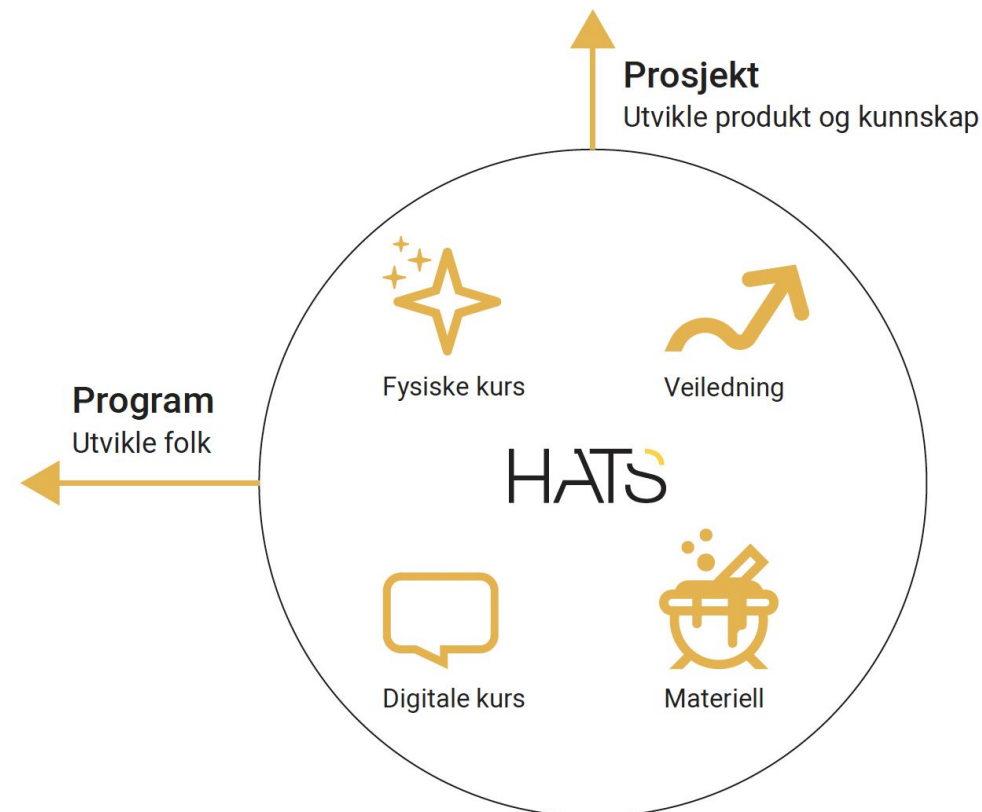 Prosjekt
Utvikle produkt og kunnskap
Fysiske kurs
Veiledning
Program
Utvikle folk
HATS
Digitale kurs
Materiell